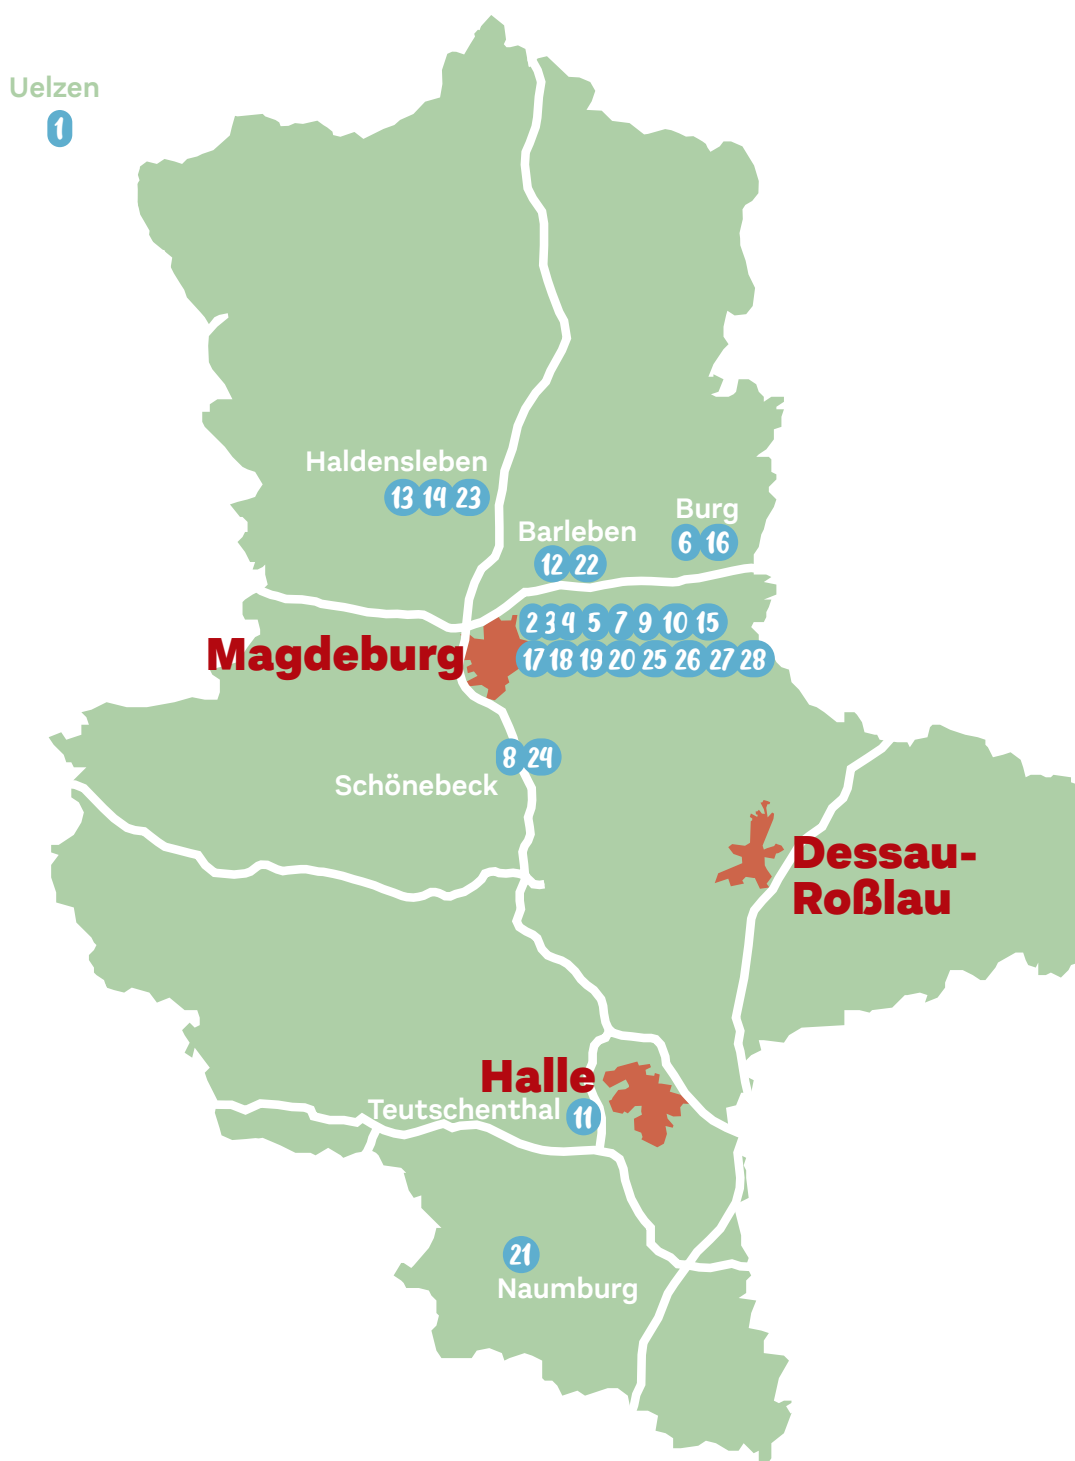 Uelzen
1
Haldensleben
13 14 23
Burg
6 16
Barleben
12 22
2 3 4 5 7 9 10 15
Magdeburg
17 18 19 20 25 26 27 28
8 24
Schönebeck
Dessau-
Roßlau
Halle
Teutschenthal
11
21
Naumburg